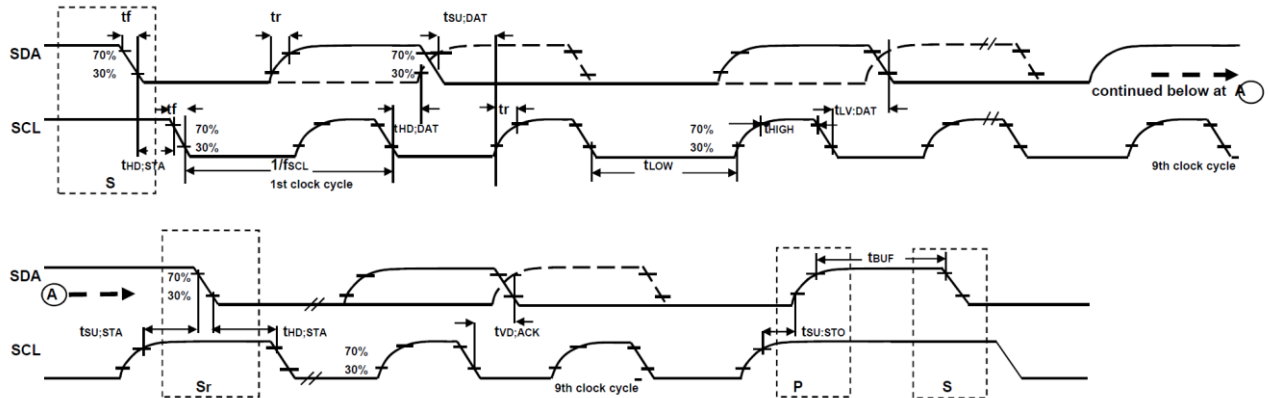 tf
tr
tSU;DAT
SDA
70%
30%
70%
30%
continued below at A
tf
tHD;DAT
tr
tLV:DAT
SCL
70%
30%
70%
30%
tHIGH
tHD;STA
1/fSCL
tLOW
S
1st clock cycle
9th clock cycle
SDA
70%
30%
tBUF
A
tSU;STA
tHD;STA
tVD;ACK
tSU:STO
SCL
70%
30%
Sr
9th clock cycle
P
S